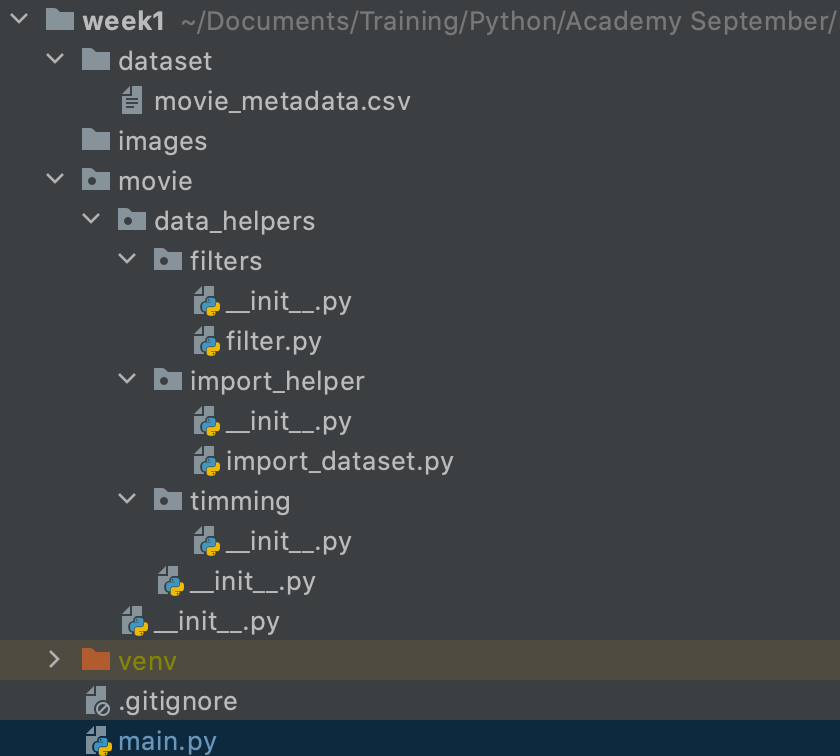 week1 ~/Documents/Training/Python/Academy September/
dataset
movie_metadata.csv
images
movie
data_helpers
filters
__init__.py
filter.py
import_helper
__init__.py
import_dataset.py
timming
__init__.py
__init__.py
__init__.py
venv
.gitignore
main.py